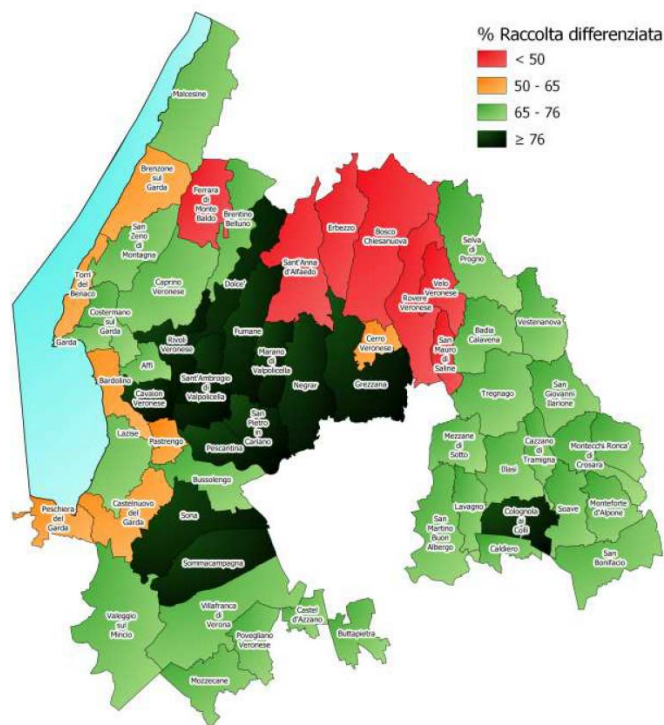 % Raccolta differenziata
< 50
50 - 65
65 - 76
≥ 76
Malcesine
Brenzone
sul
Garda
Ferrara
di
Monte
Baldo
Brentino
Belluno
San
Zeno
di
Montagna
Torri
del
Benaco
Caprino
Veronese
Dolce'
Sant'Anna
d'Alfaedo
Erbezzo
Bosco
Chiesanuova
Selva
di
Progno
Velo
Veronese
Rovere
Veronese
Costermano
sul
Garda
Garda
Rivoli
Veronese
Fumane
Cerro
Veronese
San
Mauro
di
Saline
Badia
Calavena
Vestenanova
Affi
Marano
di
Valpolicella
Bardolino
Cavaion
Veronese
Sant'Ambrogio
di
Valpolicella
Negrar
Grezzana
Tregnago
San
Giovanni
Ilarione
Lazise
Pastrengo
Pescantina
San
Pietro
in
Cariano
Mezzane
di
Sotto
Cazzano
di
Tramigna
Montecchi
di
Crosara
Ronca'
Illasi
Bussolengo
Peschiera
del
Garda
Castelnuovo
del
Garda
Sona
San
Martino
Buon
Albergo
Lavagno
Colognola
ai
Colli
Soave
Monteforte
d'Alpone
Caldiero
San
Bonifacio
Sommacampagna
Valeggio
sul
Mincio
Villafranca
di
Verona
Castel
d'Azzano
Povegliano
Veronese
Buttapietra
Mozzecane